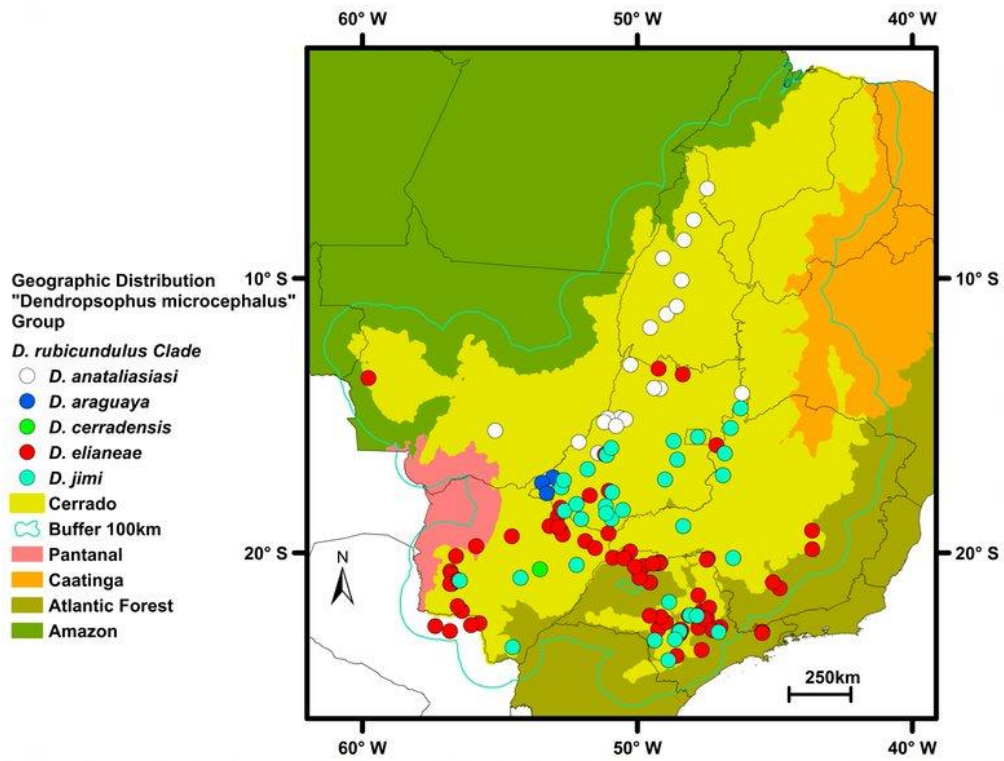 60° W 50° W 40° W
10° S 10° S
20° S 20° S
Geographic Distribution
"Dendropsophus microcephalus"
Group
D. rubicundulus Clade
D. anataliasiasi
D. araguaya
D. cerradensis
D. elianeae
D. jimi
Cerrado
Buffer 100km
Pantanal
Caatinga
Atlantic Forest
Amazon
N
250km
60° W 50° W 40° W